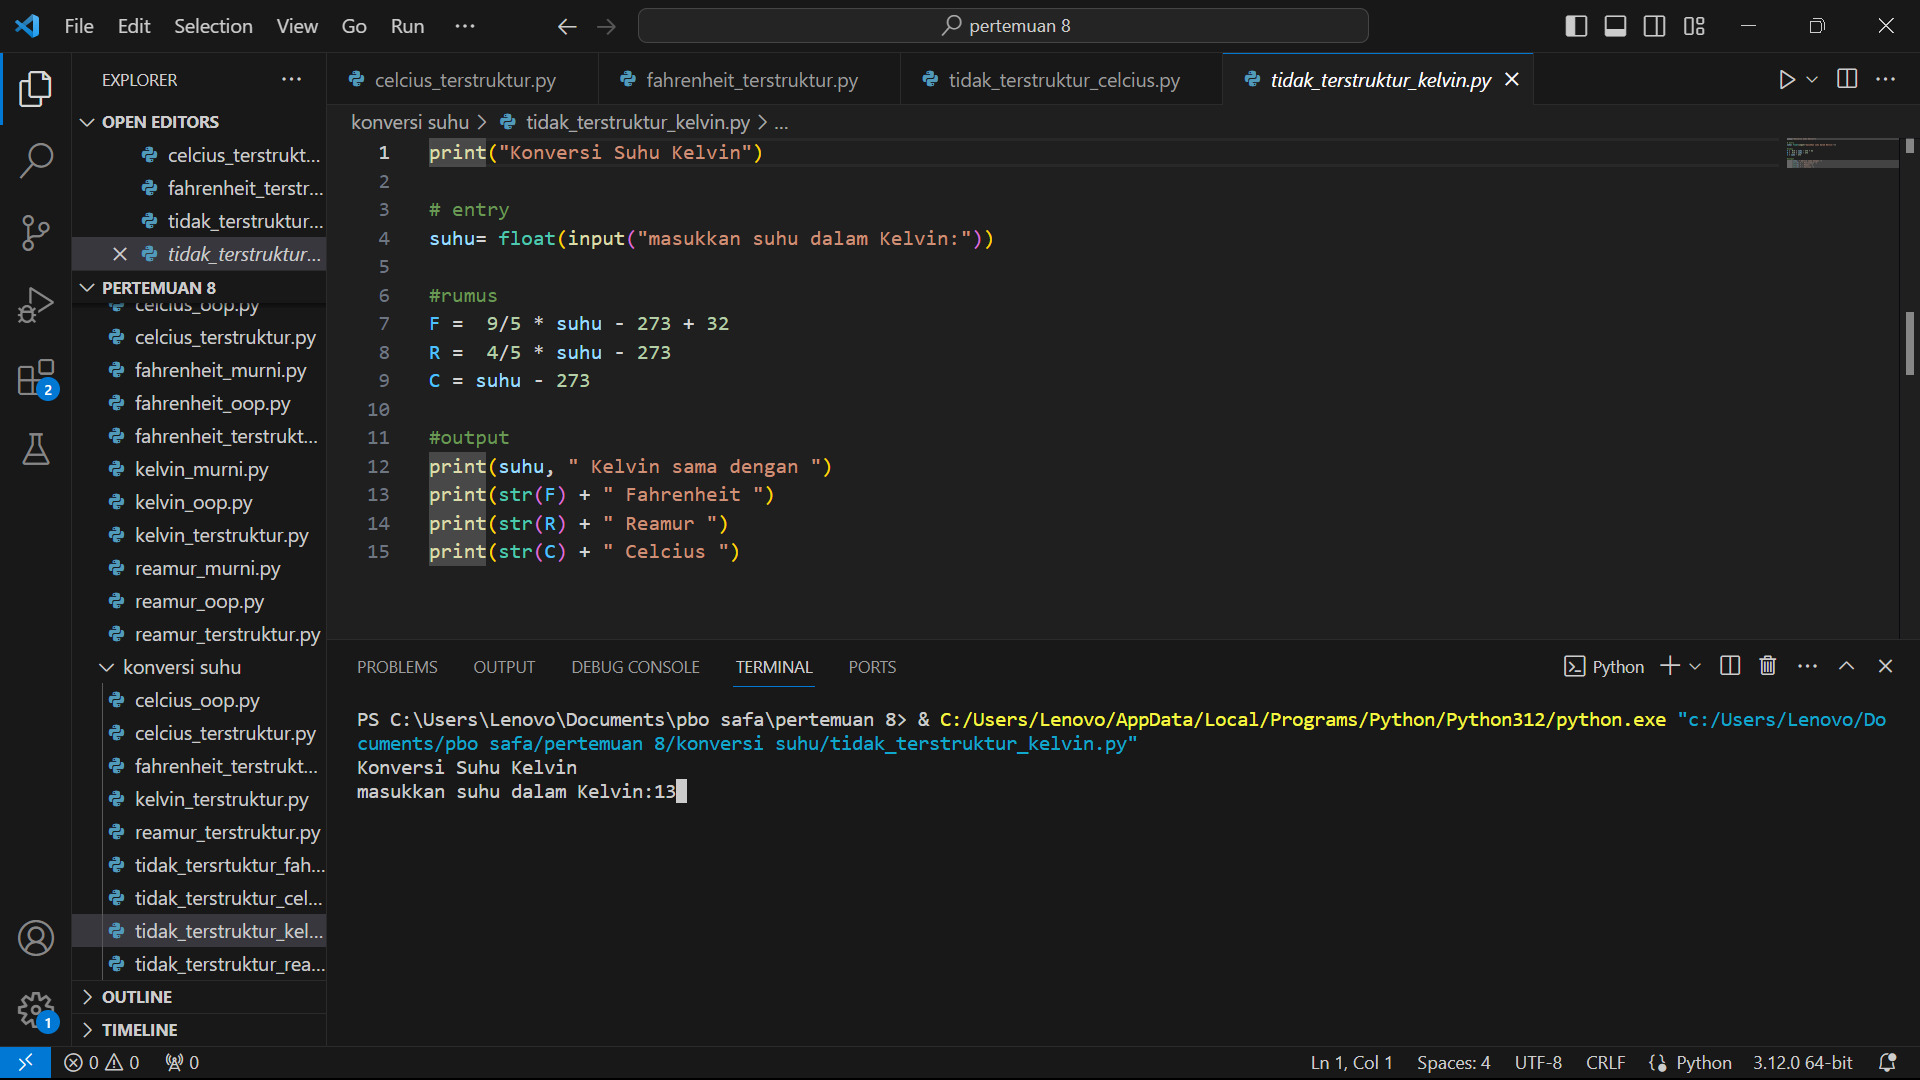 File Edit Selection View Go Run ...
pertemuan 8
EXPLORER
OPEN EDITORS
celcius_terstrukt...
fahrenheit_terstr...
tidak_terstruktur...
tidak_terstruktur...
PERTEMUAN 8
celcius_oop.py
celcius_terstruktur.py
fahrenheit_murni.py
fahrenheit_oop.py
fahrenheit_terstrukt...
kelvin_murni.py
kelvin_oop.py
kelvin_terstruktur.py
reamur_murni.py
reamur_oop.py
reamur_terstruktur.py
konversi suhu
celcius_oop.py
celcius_terstruktur.py
fahrenheit_terstrukt...
kelvin_terstruktur.py
reamur_terstruktur.py
tidak_tersrtuktur_fah...
tidak_terstruktur_cel...
tidak_terstruktur_kel...
tidak_terstruktur_rea...
OUTLINE
TIMELINE
2
1
celcius_terstruktur.py fahrenheit_terstruktur.py tidak_terstruktur_celcius.py tidak_terstruktur_kelvin.py
konversi suhu > tidak_terstruktur_kelvin.py > ...
1 print("Konversi Suhu Kelvin")
2
3 # entry
4 suhu= float(input("masukkan suhu dalam Kelvin:"))
5
6 #rumus
7 F =  9/5 * suhu - 273 + 32
8 R =  4/5 * suhu - 273
9 C = suhu - 273
10
11 #output
12 print(suhu, " Kelvin sama dengan ")
13 print(str(F) + " Fahrenheit ")
14 print(str(R) + " Reamur ")
15 print(str(C) + " Celcius ")
PROBLEMS OUTPUT DEBUG CONSOLE TERMINAL PORTS
Python
PS C:\Users\Lenovo\Documents\pbo safa\pertemuan 8> & C:/Users/Lenovo/AppData/Local/Programs/Python/Python312/python.exe "c:/Users/Lenovo/Do
cuments/pbo safa/pertemuan 8/konversi suhu/tidak_terstruktur_kelvin.py"
Konversi Suhu Kelvin
masukkan suhu dalam Kelvin:13
0 0 0
Ln 1, Col 1 Spaces: 4 UTF-8 CRLF {} Python 3.12.0 64-bit